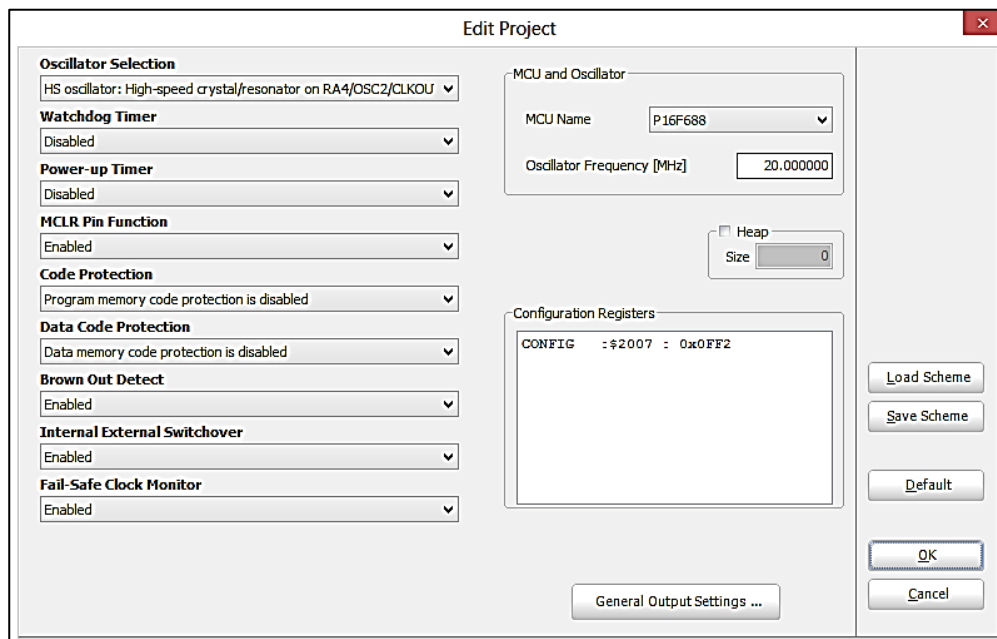 Edit Project
Oscillator Selection
HS oscillator: High-speed crystal/resonator on RA4/OSC2/CLKOU
Watchdog Timer
Disabled
Power-up Timer
Disabled
MCLR Pin Function
Enabled
Code Protection
Program memory code protection is disabled
Data Code Protection
Data memory code protection is disabled
Brown Out Detect
Enabled
Internal External Switchover
Enabled
Fail-Safe Clock Monitor
Enabled
MCU and Oscillator
MCU Name P16F688
Oscillator Frequency [MHz] 20.000000
Heap
Size 0
Configuration Registers
CONFIG :$2007 : 0x0FF2
General Output Settings ...
Load Scheme
Save Scheme
Default
OK
Cancel